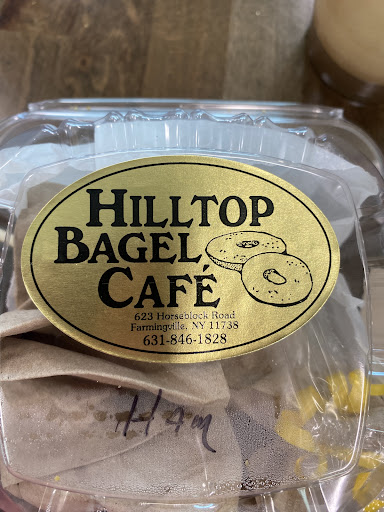 HILLTOP
BAGEL
CAFÉ
623 Horseblock Road
Farmingville, NY 11738
631-846-1828
Ham